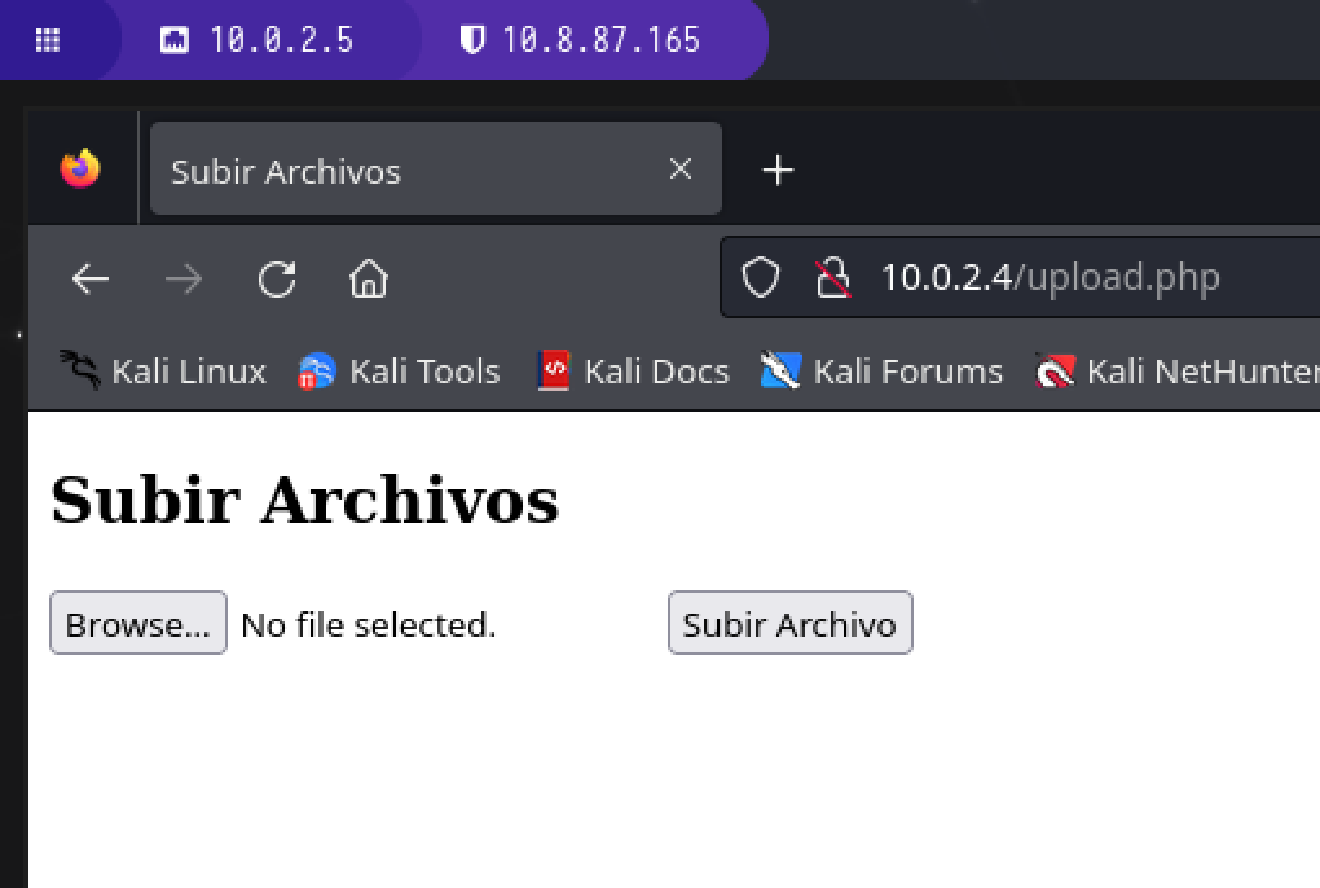 10.0.2.5 10.8.87.165
Subir Archivos
10.0.2.4/upload.php
Kali Linux Kali Tools Kali Docs Kali Forums Kali NetHunter
Subir Archivos
Browse... No file selected. Subir Archivo